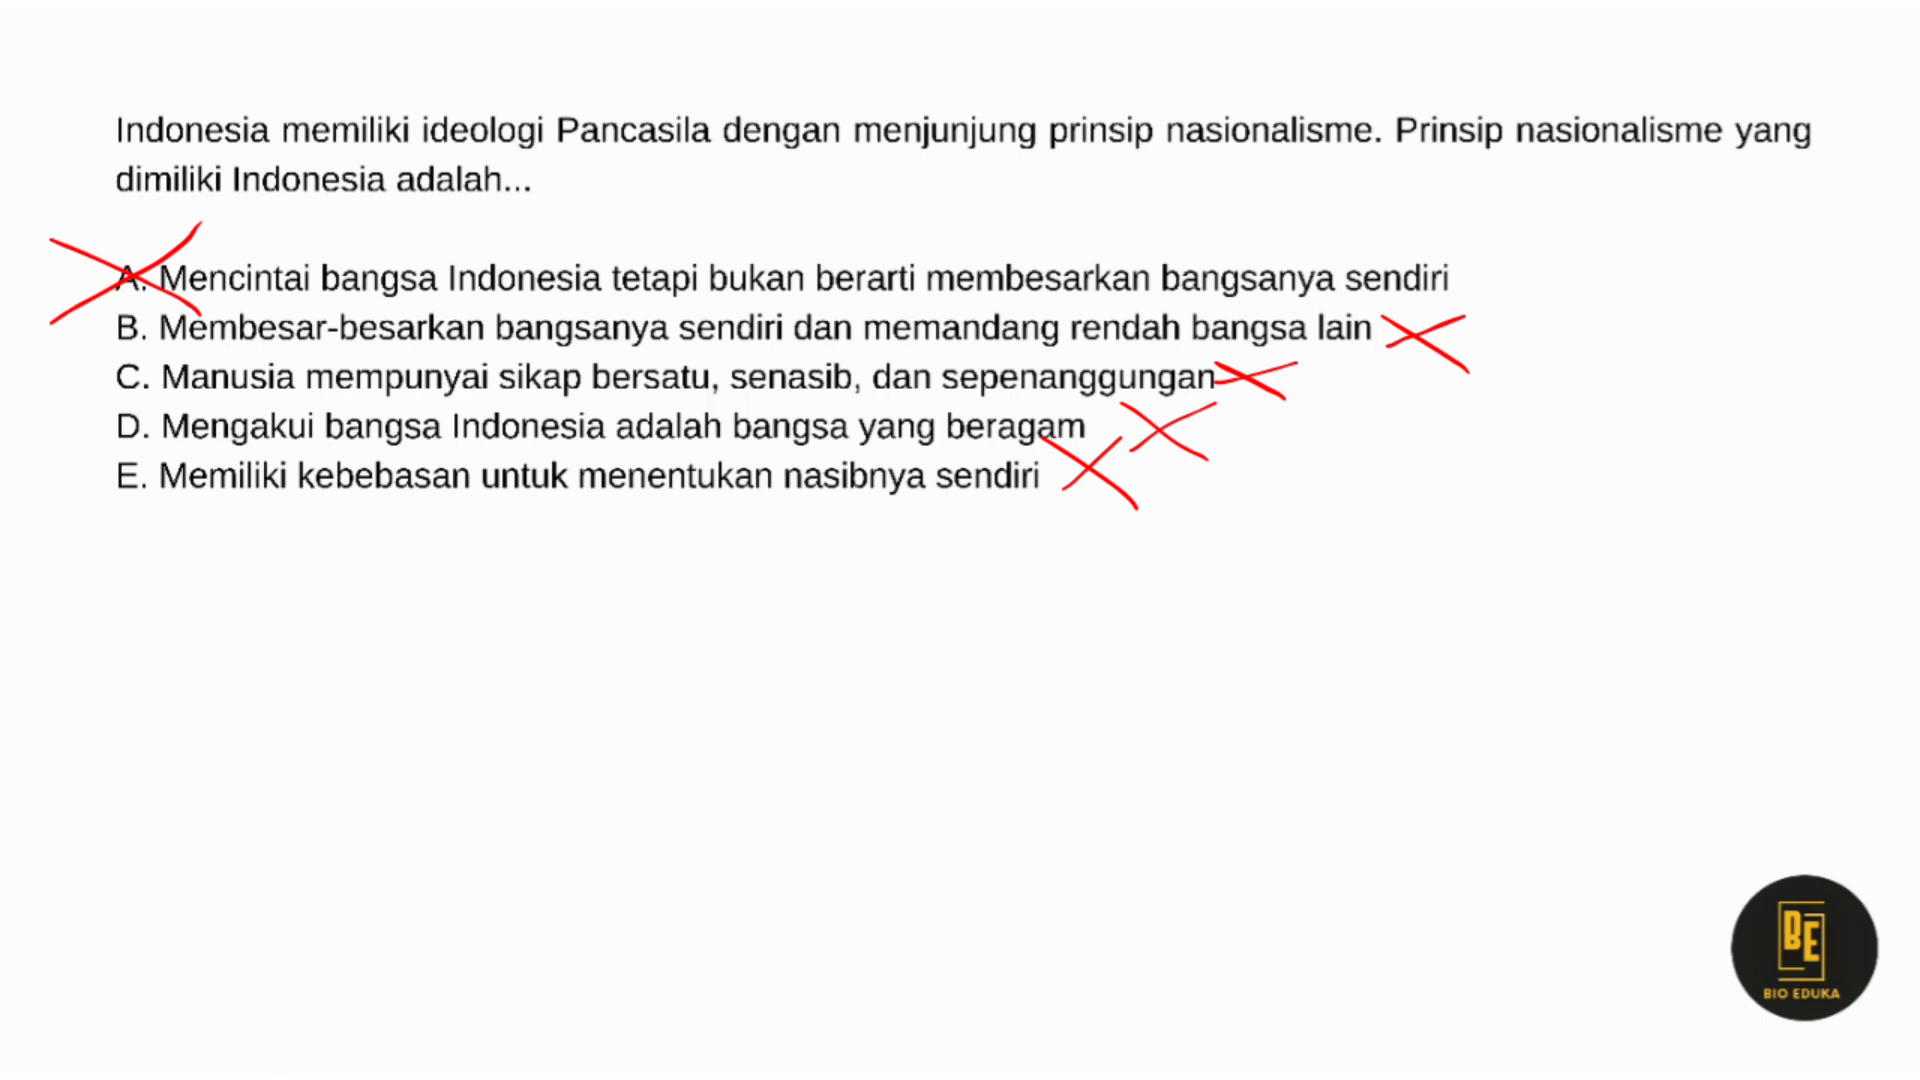 Indonesia memiliki ideologi Pancasila dengan menjunjung prinsip nasionalisme. Prinsip nasionalisme yang
dimiliki Indonesia adalah...
A. Mencintai bangsa Indonesia tetapi bukan berarti membesarkan bangsanya sendiri
B. Membesar-besarkan bangsanya sendiri dan memandang rendah bangsa lain
C. Manusia mempunyai sikap bersatu, senasib, dan sepenanggungan
D. Mengakui bangsa Indonesia adalah bangsa yang beragam
E. Memiliki kebebasan untuk menentukan nasibnya sendiri
BE
BIO EDUKA